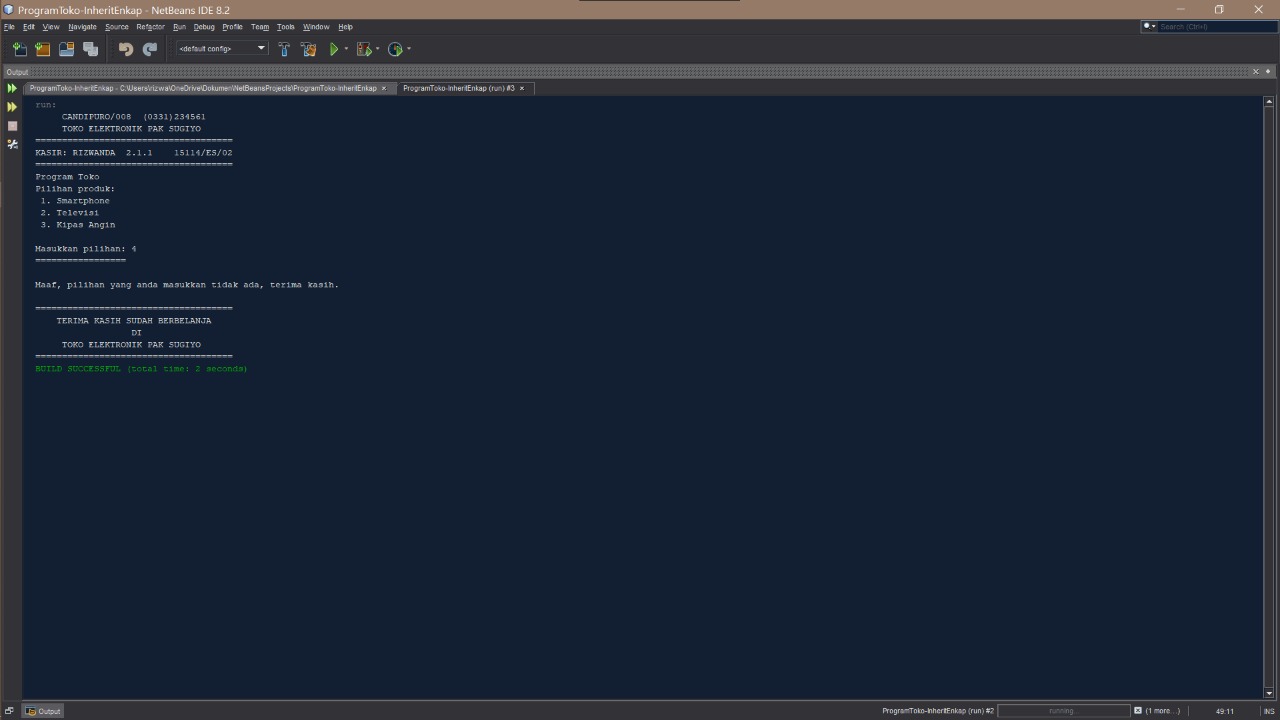 ProgramToko-InheritEnkap - NetBeans IDE 8.2
File Edit View Navigate Source Refactor Run Debug Profile Team Tools Window Help
Search (Ctrl+I)
<default config>
Output
ProgramToko-InheritEnkap - C:\Users\rizwa\OneDrive\Dokumen\NetBeansProjects\ProgramToko-InheritEnkap × ProgramToko-InheritEnkap (run) #3 ×
run:
CANDIPURO/008 (0331)234561
TOKO ELEKTRONIK PAK SUGIYO
=====================================
KASIR: RIZWANDA 2.1.1 15114/ES/02
=====================================
Program Toko
Pilihan produk:
1. Smartphone
2. Televisi
3. Kipas Angin
Masukkan pilihan: 4
=================
Maaf, pilihan yang anda masukkan tidak ada, terima kasih.
=====================================
TERIMA KASIH SUDAH BERBELANJA
DI
TOKO ELEKTRONIK PAK SUGIYO
=====================================
BUILD SUCCESSFUL (total time: 2 seconds)
Output
ProgramToko-InheritEnkap (run) #2 running... (1 more...) 49:11 INS